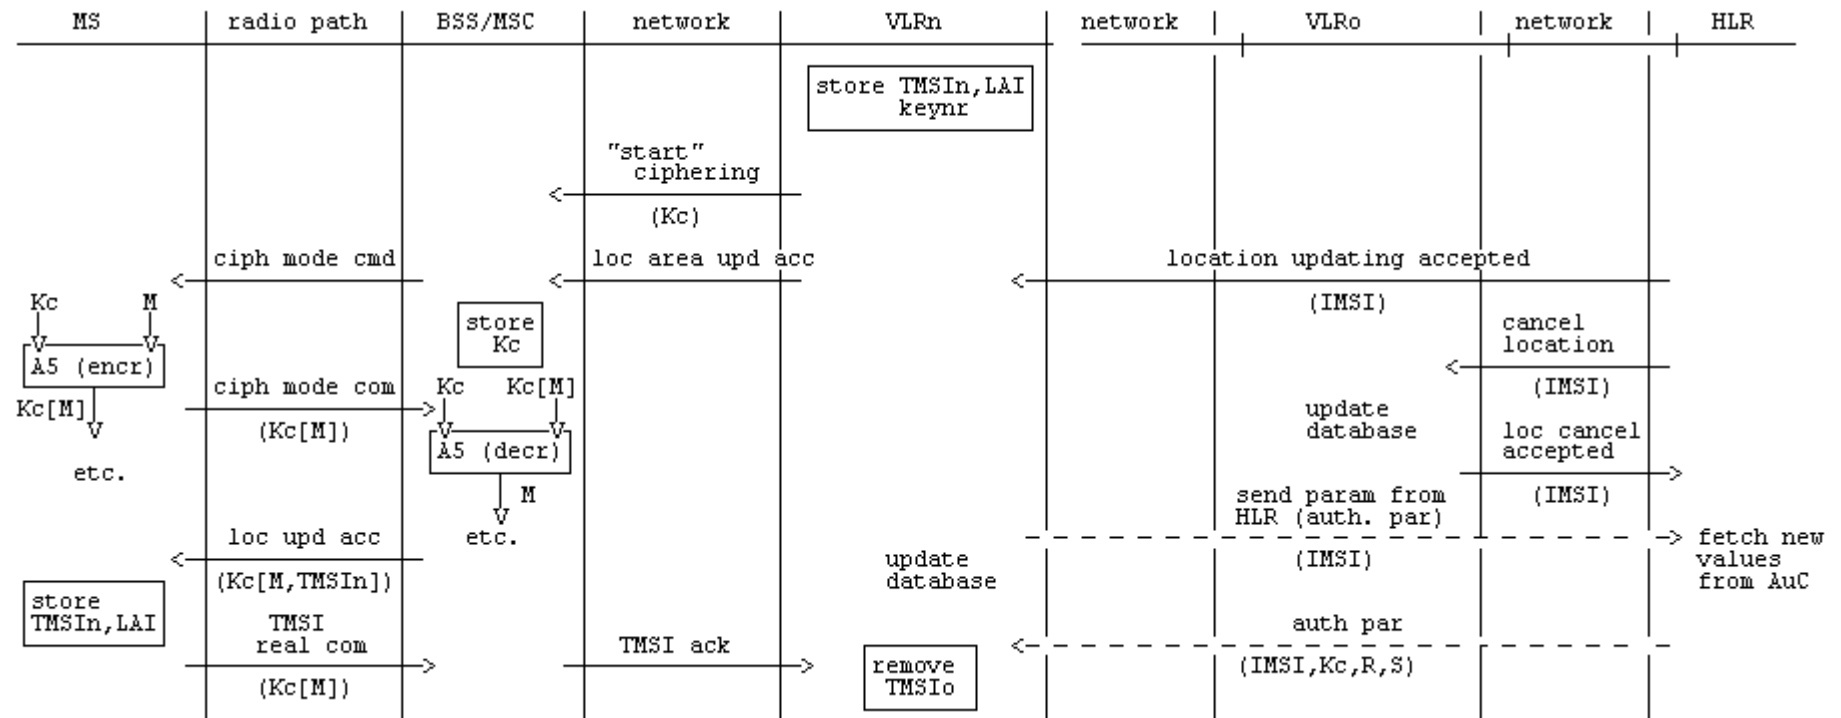 MS radio path BSS/MSC network VLRn network VLRo network HLR
store TMSIn,LAI
keynr
"start"
ciphering
(Kc)
ciph mode cmd loc area upd acc location updating accepted
Kc M (IMSI)
store
Kc
cancel
location
A5 (encr)
ciph mode com Kc Kc[M] (IMSI)
Kc[M] (Kc[M])
update
database
loc cancel
accepted
A5 (decr)
etc.
M
send param from
HLR (auth. par)
(IMSI)
loc upd acc etc. fetch new
values
from AuC
update
database
(IMSI)
(Kc[M,TMSIn])
store
TMSIn,LAI
TMSI
real com
TMSI ack
auth par
(Kc[M])
remove
TMSIo
(IMSI,Kc,R,S)